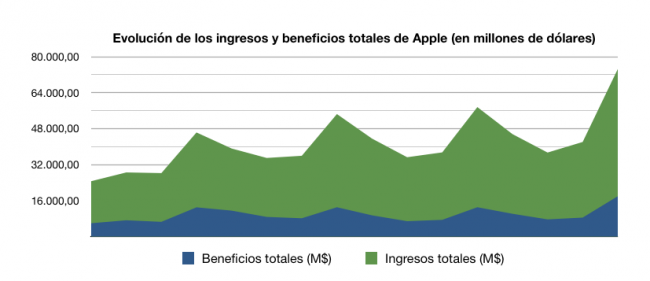 Evolución de los ingresos y beneficios totales de Apple (en millones de dólares)
80.000,00
64.000,00
48.000,00
32.000,00
16.000,00
Beneficios totales (M$) Ingresos totales (M$)